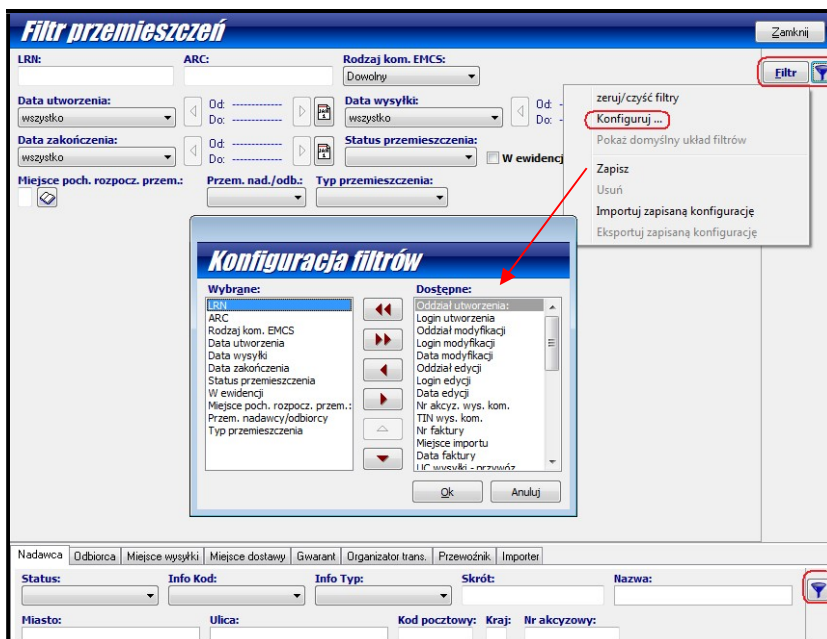 Filtr przemieszczeń
Zamknij
LRN: ARC: Rodzaj kom. EMCS:
Dowolny
Filtr
Data utworzenia: Od: ------------- Data wysyłki: Od: -
wszystko Do: ------------- wszystko Do: -
Data zakończenia: Od: ------------- Status przemieszczenia:
wszystko Do: ------------- W ewidencj
Miejsce poch. rozpocz. przem.: Przem. nad./odb.: Typ przemieszczenia:
zeruj/czyść filtry
Konfiguruj ...
Pokaż domyślny układ filtrów
Zapisz
Usuń
Importuj zapisaną konfigurację
Eksportuj zapisaną konfigurację
Konfiguracja filtrów
Wybrane:
LRN
ARC
Rodzaj kom. EMCS
Data utworzenia
Data wysyłki
Data zakończenia
Status przemieszczenia
W ewidencji
Miejsce poch. rozpocz. przem.:
Przem. nadawcy/odbiorcy
Typ przemieszczenia
Dostępne:
Oddział utworzenia:
Login utworzenia
Oddział modyfikacji
Login modyfikacji
Data modyfikacji
Oddział edycji
Login edycji
Data edycji
Nr akcyz. wys. kom.
TIN wys. kom.
Nr faktury
Miejsce importu
Data faktury
UC wysyłki - przywóz
Ok Anuluj
Nadawca Odbiorca Miejsce wysyłki Miejsce dostawy Gwarant Organizator trans. Przewoźnik Importer
Status: Info Kod: Info Typ: Skrót: Nazwa:
Miasto: Ulica: Kod pocztowy: Kraj: Nr akcyzowy: